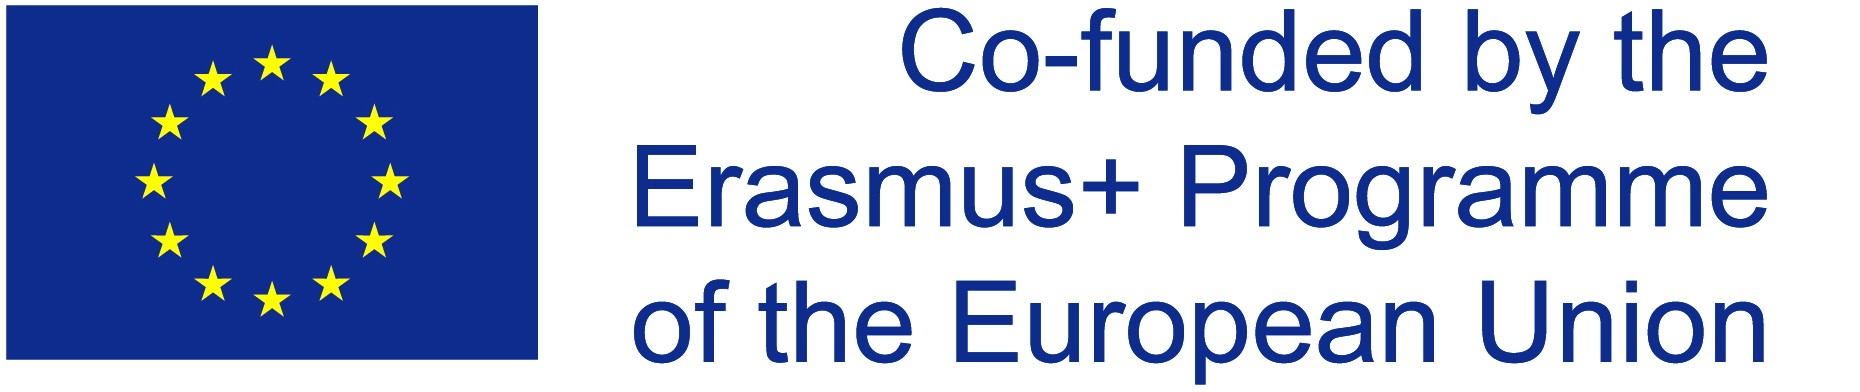 Co-funded by the
Erasmus+ Programme
of the European Union